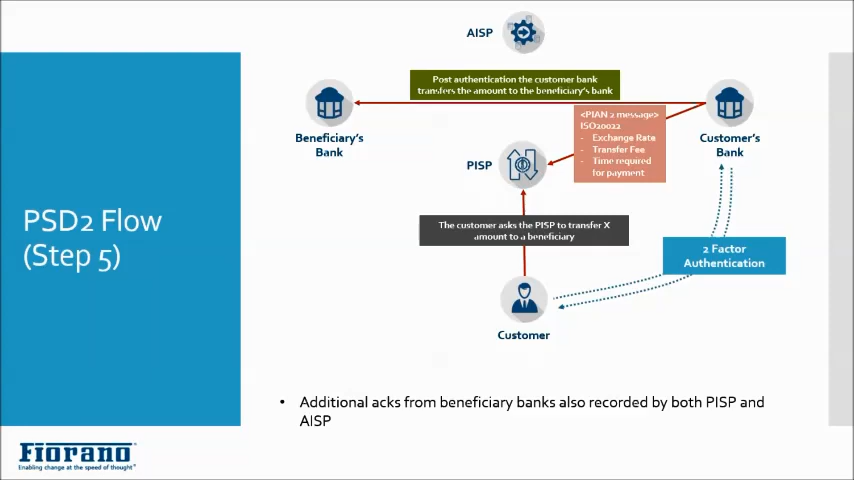 AISP
Post authentication the customer bank
transfers the amount to the beneficiary's bank
<PIAN 2 message>
ISO20022
- Exchange Rate
- Transfer Fee
- Time required
for payment
Beneficiary's
Bank
Customer's
Bank
PISP
PSD2 Flow
(Step 5)
The customer asks the PISP to transfer X
amount to a beneficiary
2 Factor
Authentication
Customer
• Additional acks from beneficiary banks also recorded by both PISP and
AISP
Fiorano
Enabling change at the speed of thought